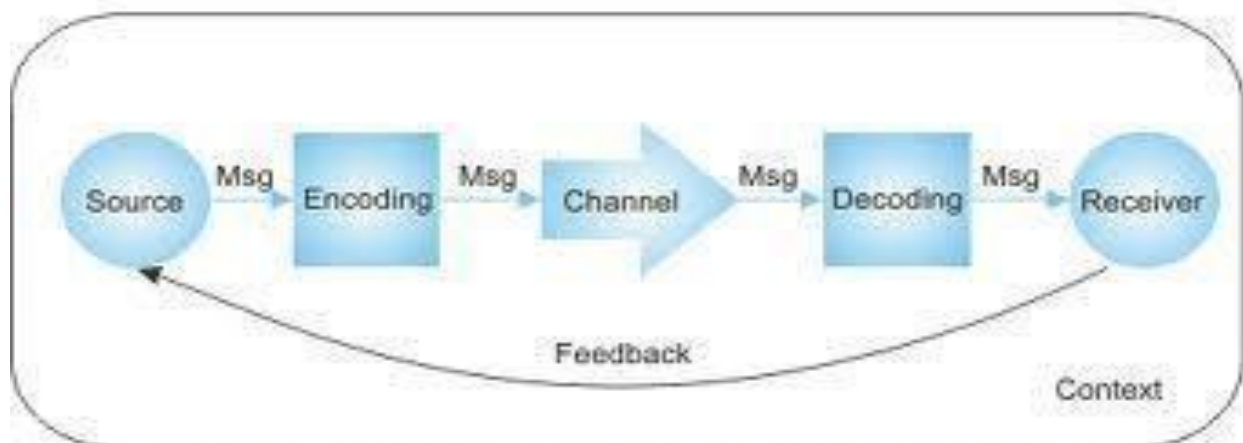 Msg Msg Msg Msg
Source Encoding Channel Decoding Receiver
Feedback
Context